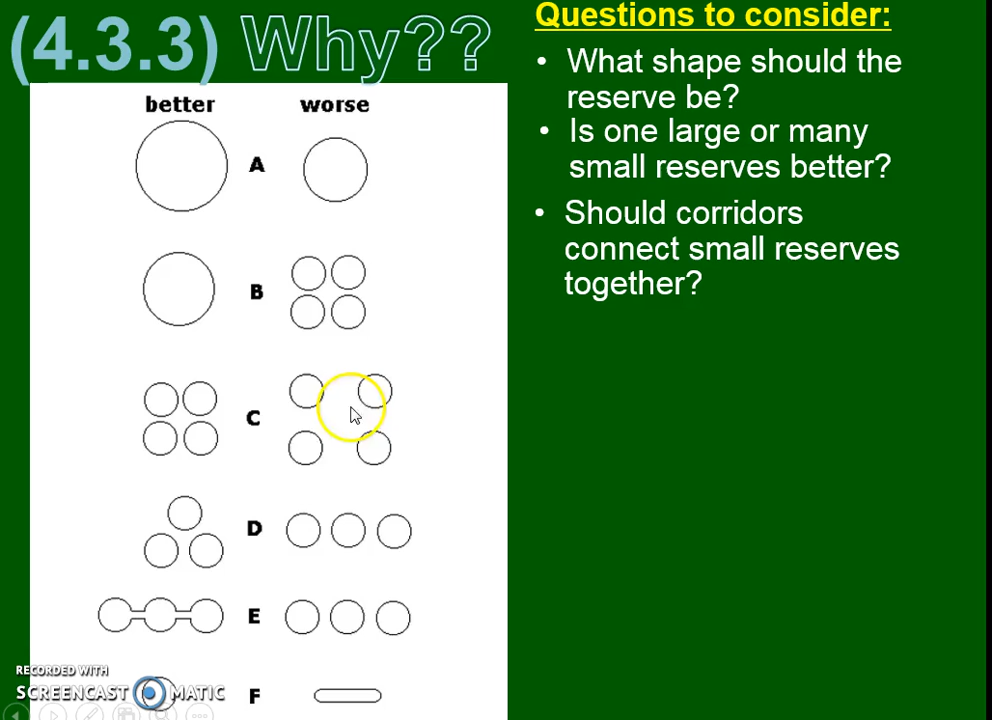 (4.3.3) Why??
better worse
A
B
C
D
E
F
Questions to consider:
• What shape should the
reserve be?
• Is one large or many
small reserves better?
• Should corridors
connect small reserves
together?
RECORDED WITH
SCREENCAST MATIC